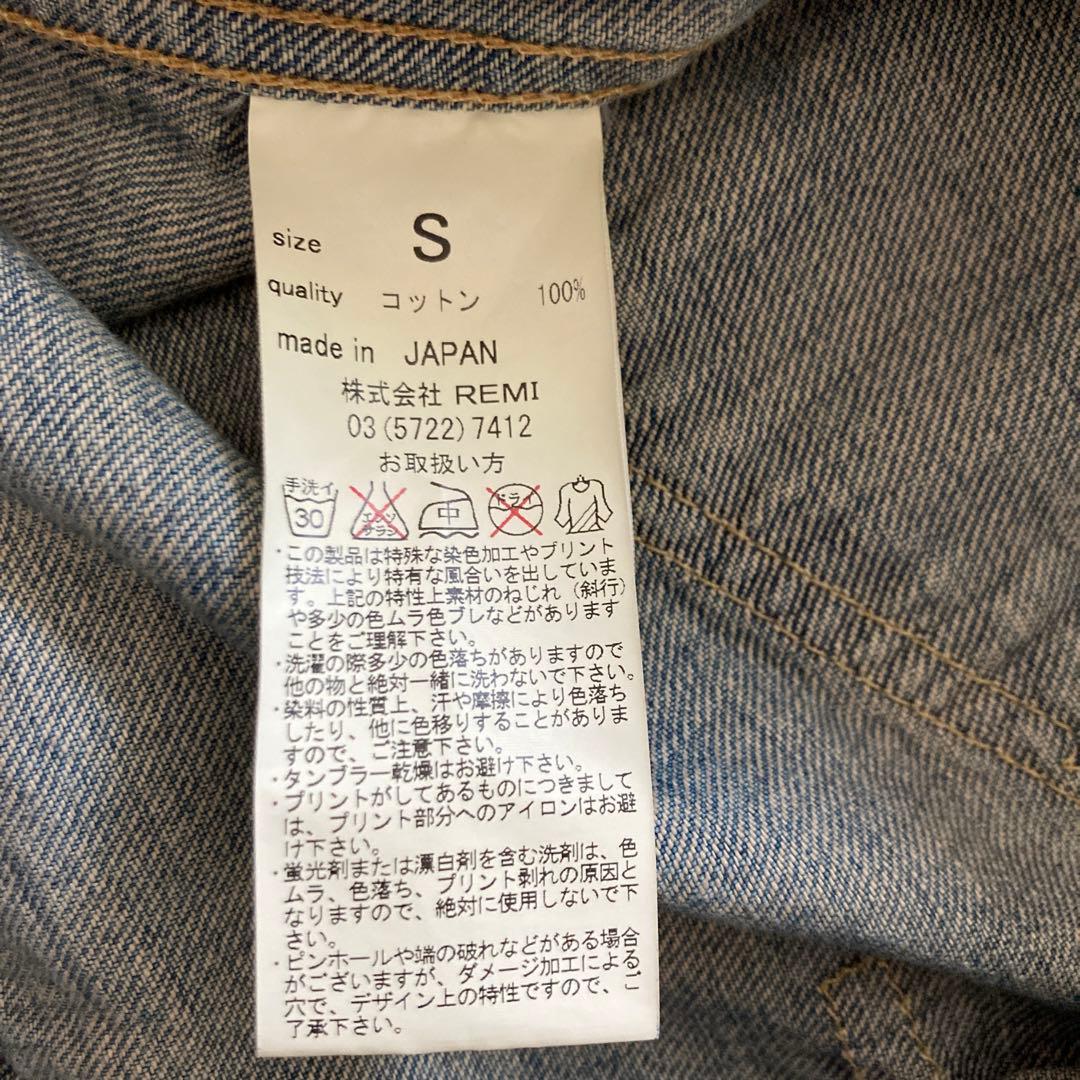 size S
quality コットン 100%
made in JAPAN
株式会社 REMI
03(5722)7412
お取扱い方
手洗イ
30
エンソ
サラシ
中
ドライ
・この製品は特殊な染色加工やプリント
技法により特有な風合いを出していま
す。上記の特性上素材のねじれ（斜行）
や多少の色ムラ色ブレなどがあります
ことをご理解下さい。
・洗濯の際多少の色落ちがありますので
他の物と絶対一緒に洗わないで下さい。
・染料の性質上、汗や摩擦により色落ち
したり、他に色移りすることがありま
すので、ご注意下さい。
・タンブラー乾燥はお避け下さい。
・プリントがしてあるものにつきまして
は、プリント部分へのアイロンはお避
け下さい。
・蛍光剤または漂白剤を含む洗剤は、色
ムラ、色落ち、プリント剥れの原因と
なりますので、絶対に使用しないで下
さい。
・ピンホールや端の破れなどがある場合
がございますが、ダメージ加工による
穴で、デザイン上の特性ですので、ご
了承下さい。